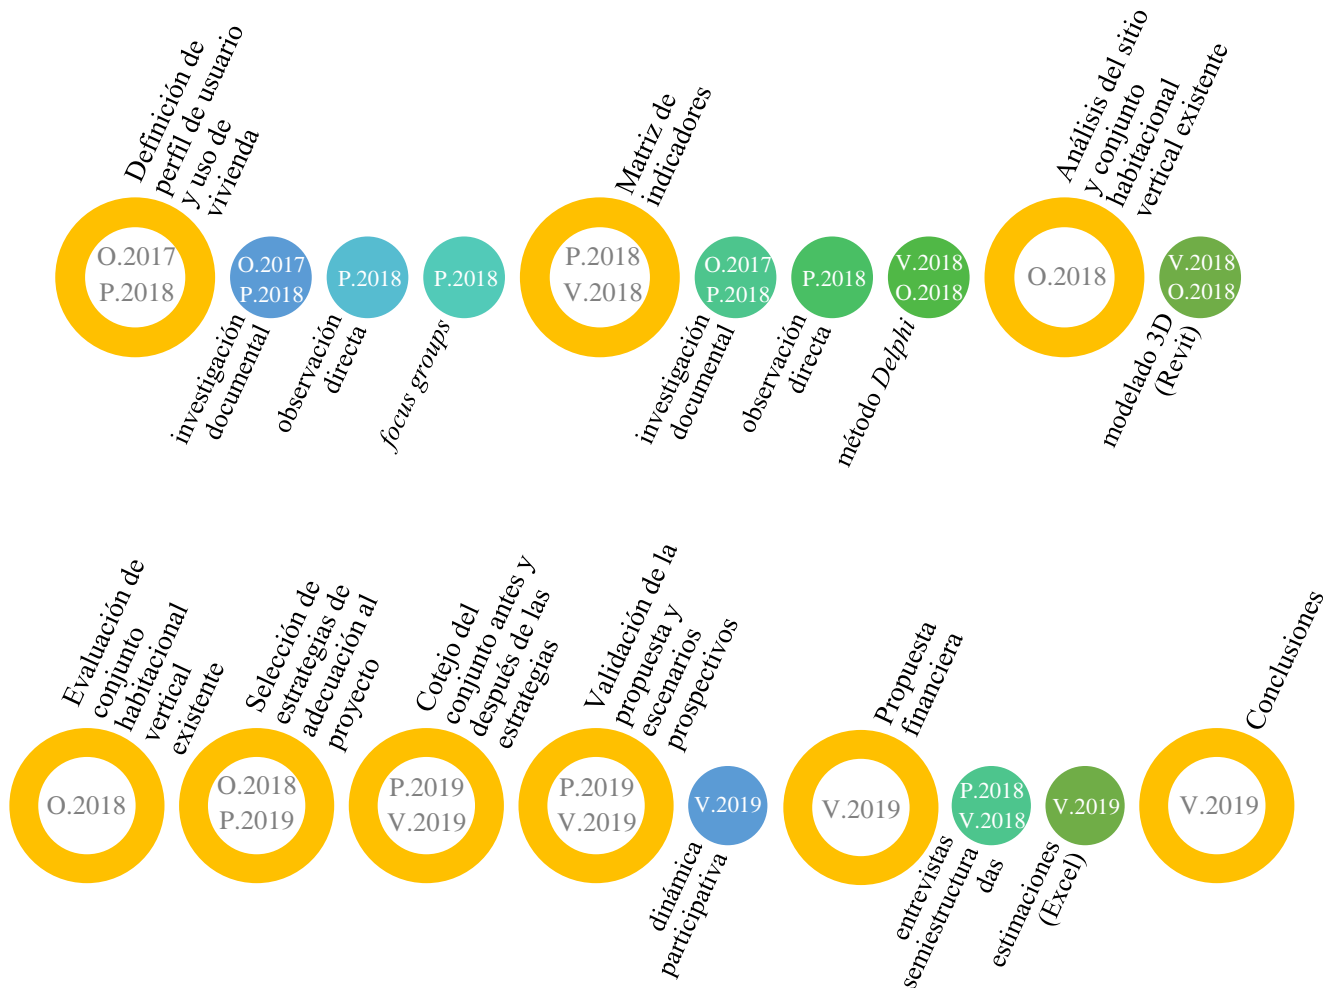 Definición de
perfil de usuario
y uso de
vivienda
O.2017
P.2018
O.2017
P.2018
investigación
documental
P.2018
observación
directa
P.2018
focus groups
Matriz de
indicadores
P.2018
V.2018
O.2017
P.2018
investigación
documental
P.2018
observación
directa
V.2018
O.2018
método Delphi
Análisis del sitio
y conjunto
habitacional
vertical existente
O.2018
V.2018
O.2018
modelado 3D
(Revit)
Evaluación de
conjunto
habitacional
vertical
existente
O.2018
Selección de
estrategias de
adecuación al
proyecto
O.2018
P.2019
Cotejo del
conjunto antes y
después de las
estrategias
P.2019
V.2019
Validación de la
propuesta y
escenarios
prospectivos
P.2019
V.2019
V.2019
dinámica
participativa
Propuesta
financiera
V.2019
P.2018
V.2018
entrevistas
semiestructura
das
V.2019
estimaciones
(Excel)
Conclusiones
V.2019